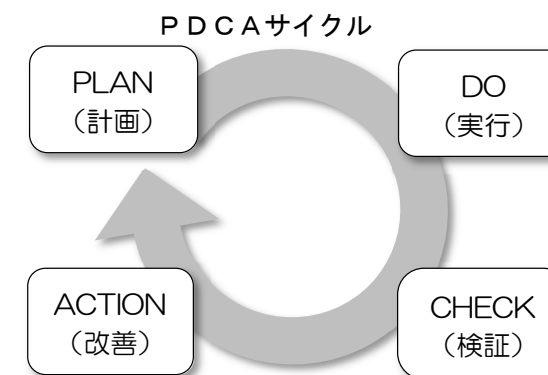 ＰＤＣＡサイクル
PLAN
（計画）
DO
（実行）
CHECK
（検証）
ACTION
（改善）